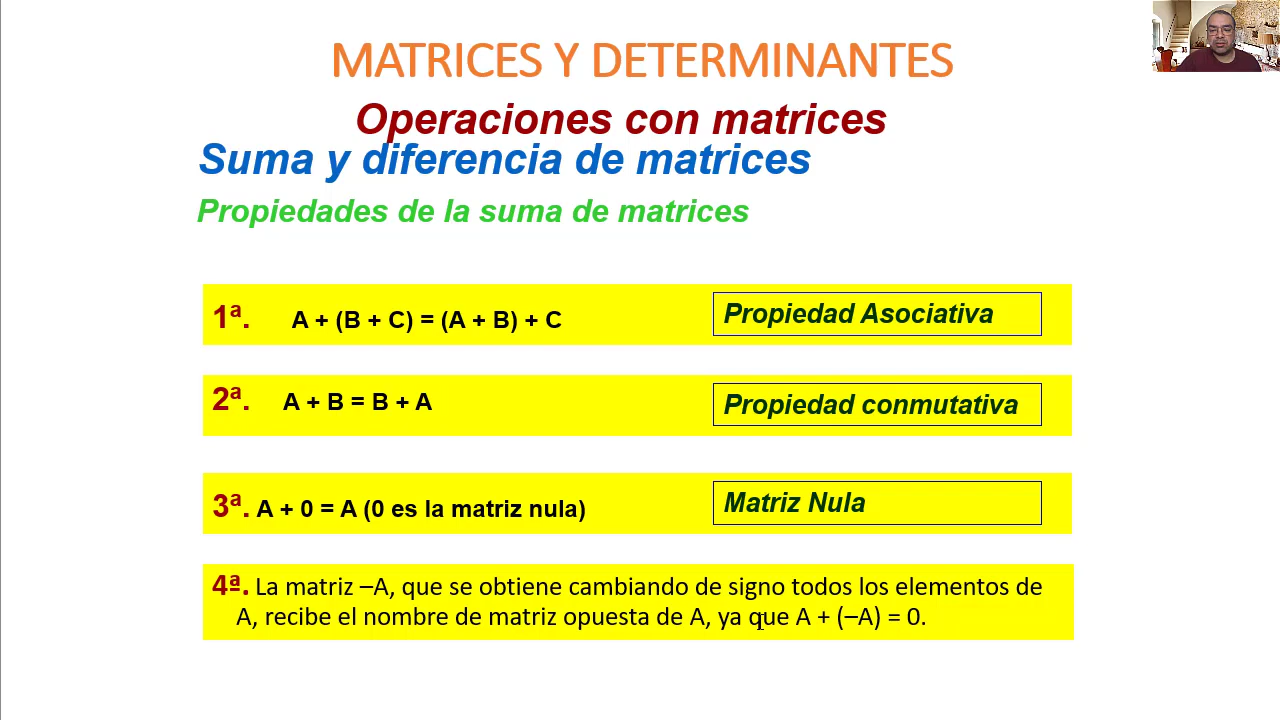 MATRICES Y DETERMINANTES
Operaciones con matrices
Suma y diferencia de matrices
Propiedades de la suma de matrices
1ª. A + (B + C) = (A + B) + C Propiedad Asociativa
2ª. A + B = B + A Propiedad conmutativa
3ª. A + 0 = A (0 es la matriz nula) Matriz Nula
4ª. La matriz –A, que se obtiene cambiando de signo todos los elementos de
A, recibe el nombre de matriz opuesta de A, ya que A + (–A) = 0.